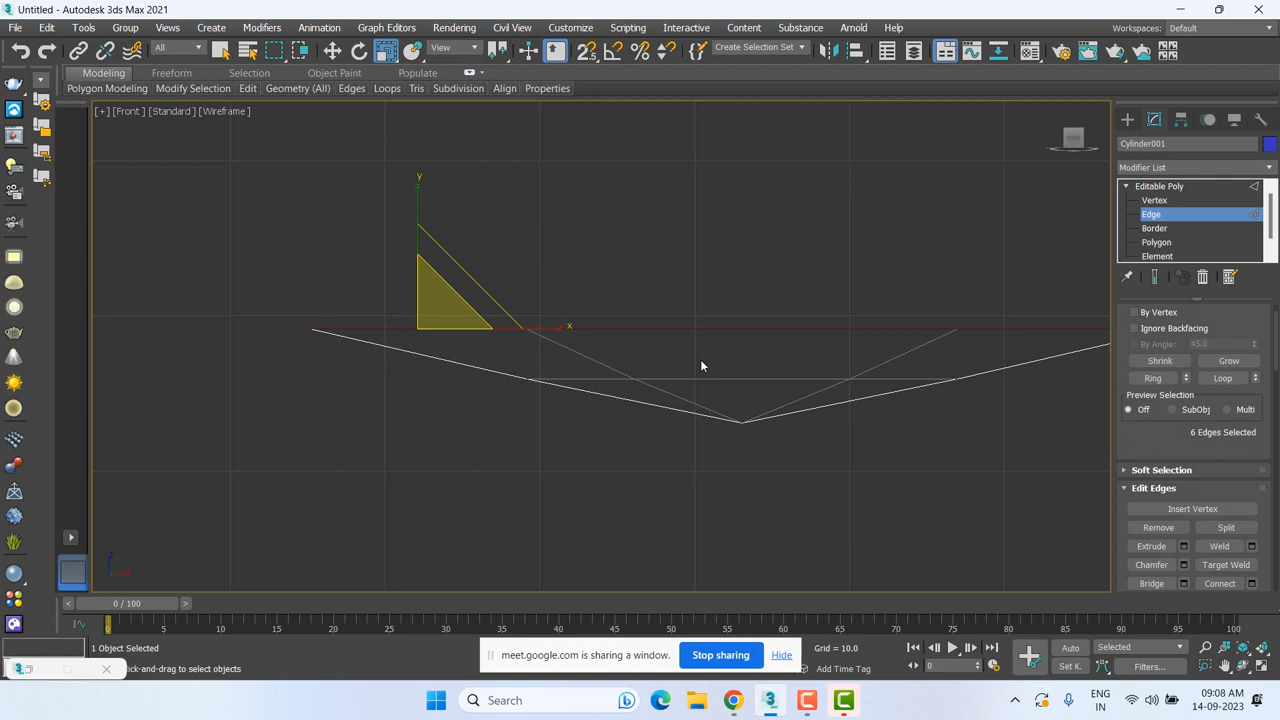 Untitled - Autodesk 3ds Max 2021
File Edit Tools Group Views Create Modifiers Animation Graph Editors Rendering Civil View Customize Scripting Interactive Content Substance Arnold Help
Workspaces: Default
All View Create Selection Set
Modeling Freeform Selection Object Paint Populate
Polygon Modeling Modify Selection Edit Geometry (All) Edges Loops Tris Subdivision Align Properties
[+] [Front ] [Standard ] [Wireframe ]
FRONT
Cylinder001
Modifier List
y
Editable Poly
Vertex
Edge
Border
Polygon
Element
By Vertex
x
Ignore Backfacing
By Angle: 45.0
Shrink Grow
Ring Loop
Preview Selection
Off SubObj Multi
6 Edges Selected
Soft Selection
Edit Edges
Insert Vertex
Remove Split
Extrude Weld
Chamfer Target Weld
Bridge Connect
z
0 / 100
0 5 10 15 20 25 30 35 40 45 50 55 60 65 70 75 80 85 90 95 100
1 Object Selected
meet.google.com is sharing a window. Stop sharing Hide
Grid = 10.0
Auto Selected
-click-and-drag to select objects
Add Time Tag
0
Set K. Filters...
Search
ENG
IN
09:08 AM
14-09-2023